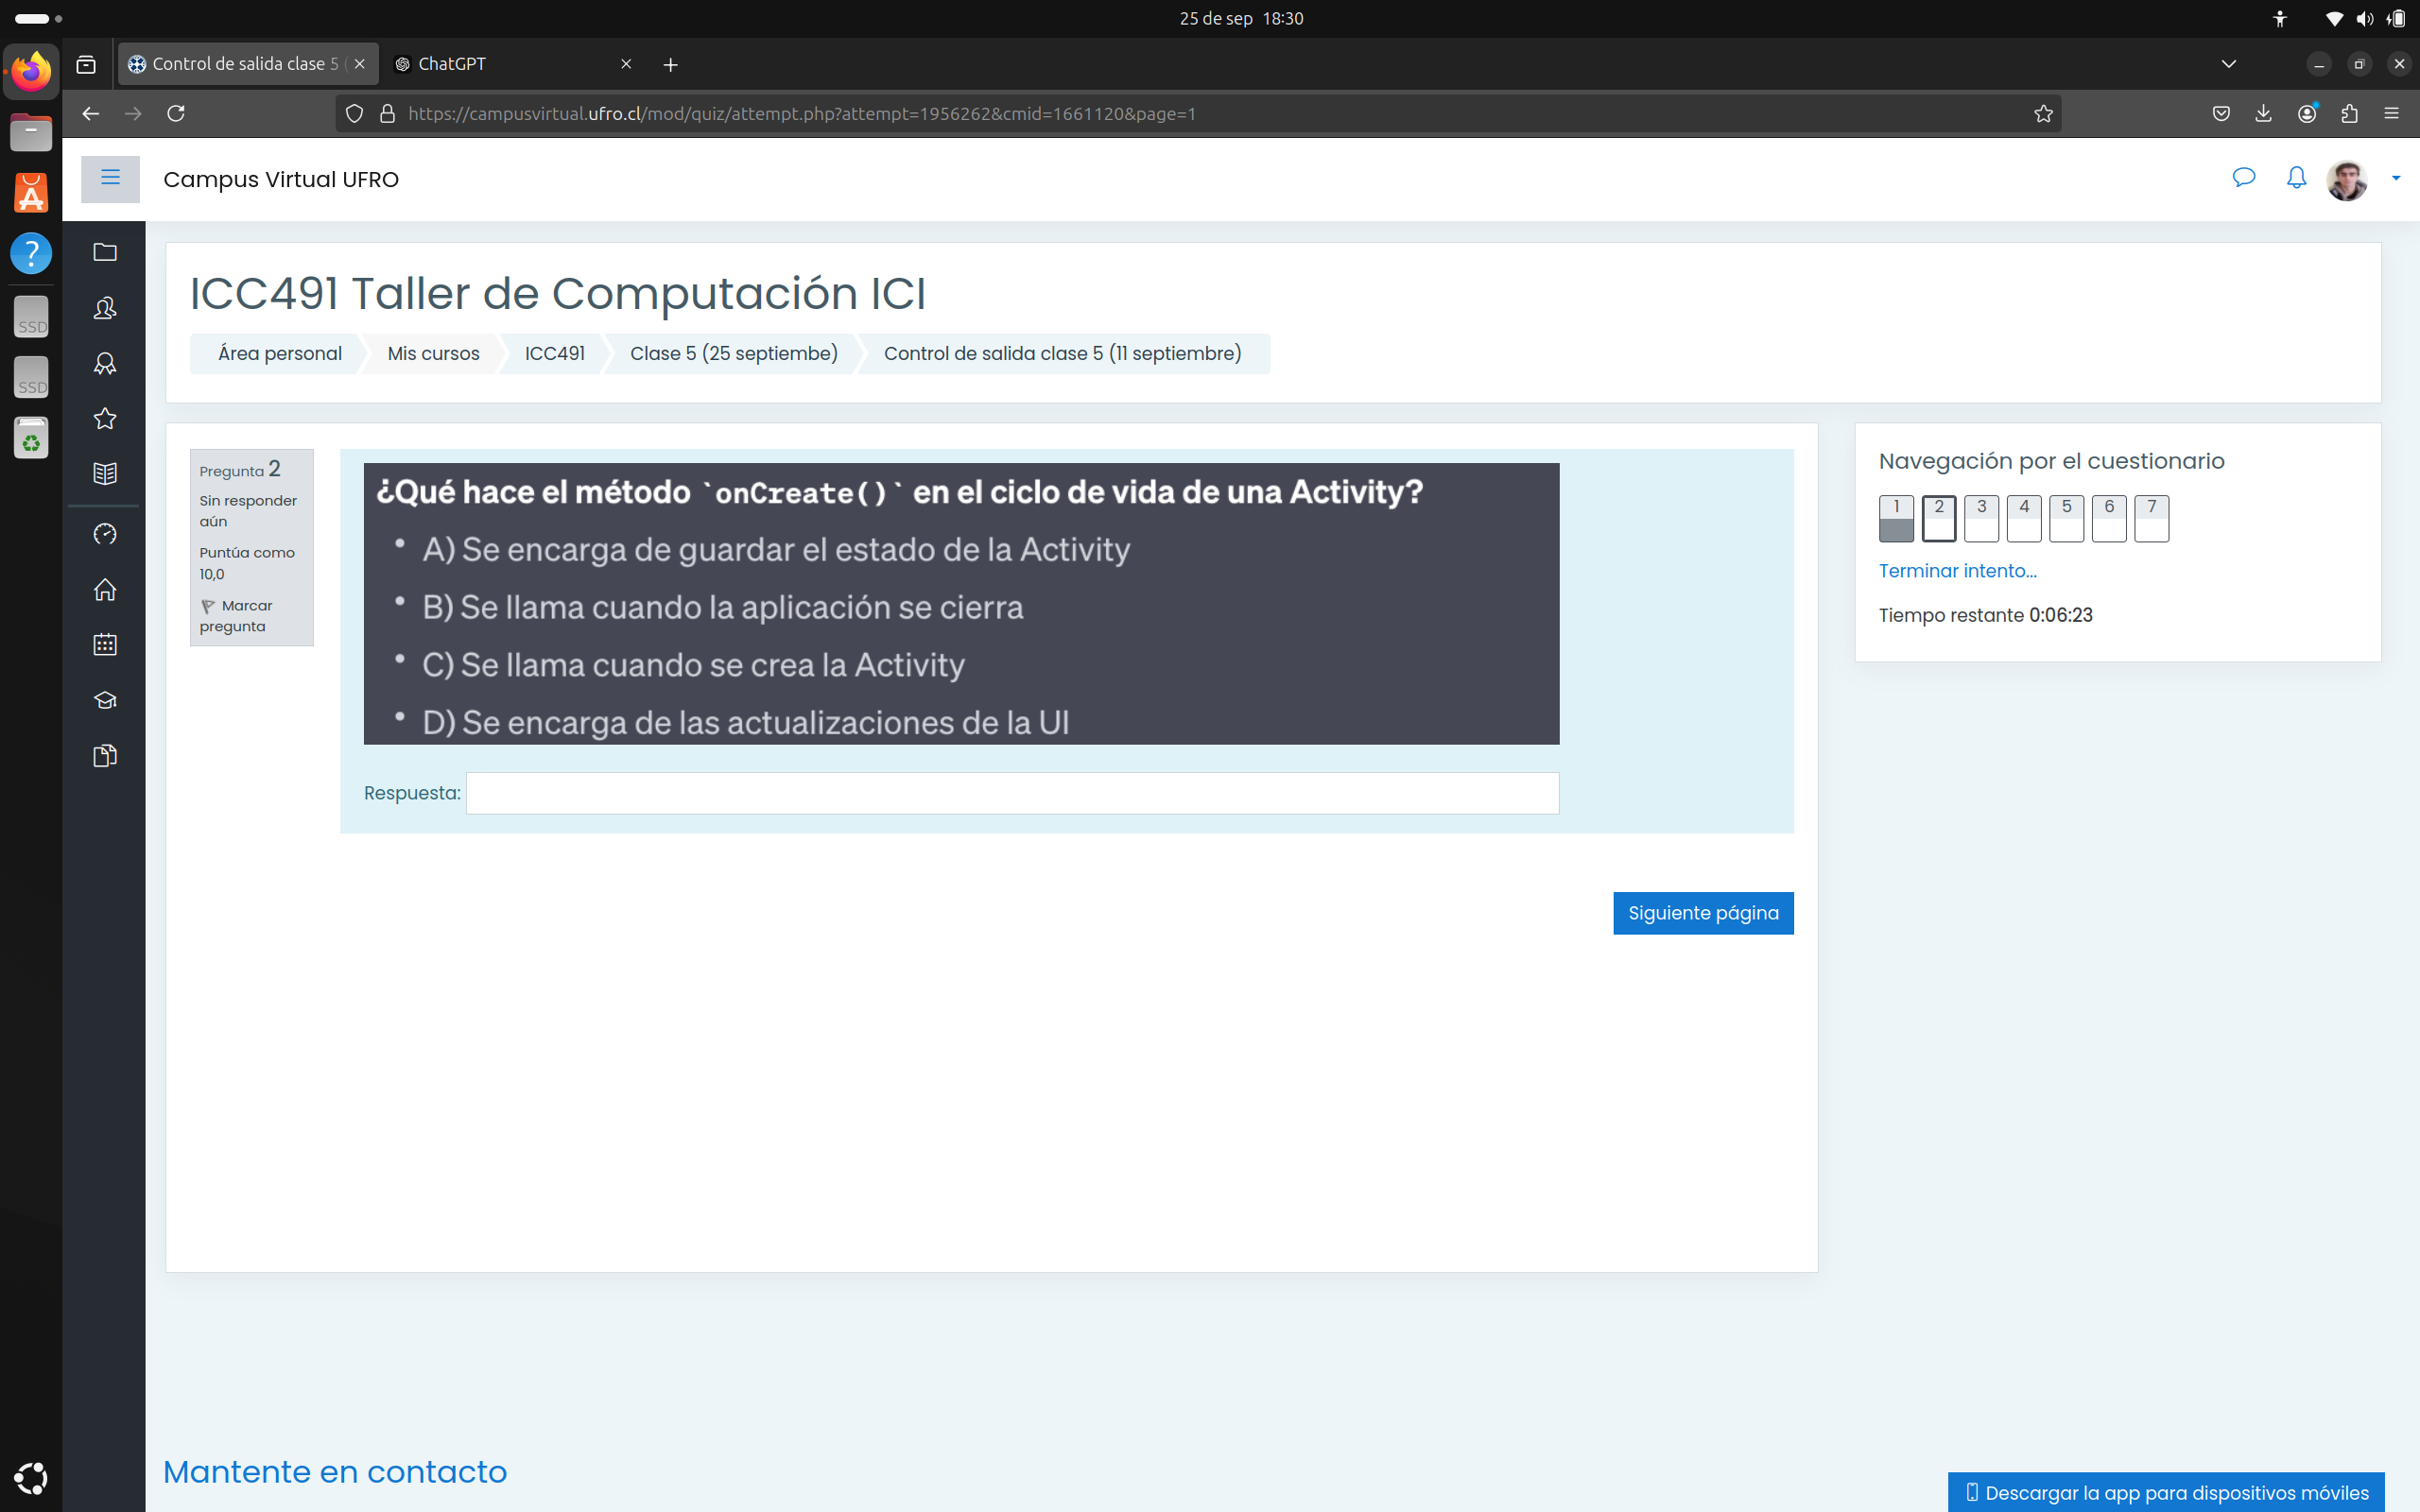 25 de sep 18:30
Control de salida clase 5 (
ChatGPT
https://campusvirtual.ufro.cl/mod/quiz/attempt.php?attempt=1956262&cmid=1661120&page=1
Campus Virtual UFRO
SSD
SSD
ICC491 Taller de Computación ICI
Área personal
Mis cursos
ICC491
Clase 5 (25 septiembe)
Control de salida clase 5 (11 septiembre)
Pregunta 2
Sin responder
aún
Puntúa como
10,0
Marcar
pregunta
¿Qué hace el método `onCreate()` en el ciclo de vida de una Activity?
• A) Se encarga de guardar el estado de la Activity
• B) Se llama cuando la aplicación se cierra
• C) Se llama cuando se crea la Activity
• D) Se encarga de las actualizaciones de la UI
Respuesta:
Siguiente página
Navegación por el cuestionario
1 2 3 4 5 6 7
Terminar intento...
Tiempo restante 0:06:23
Mantente en contacto
Descargar la app para dispositivos móviles